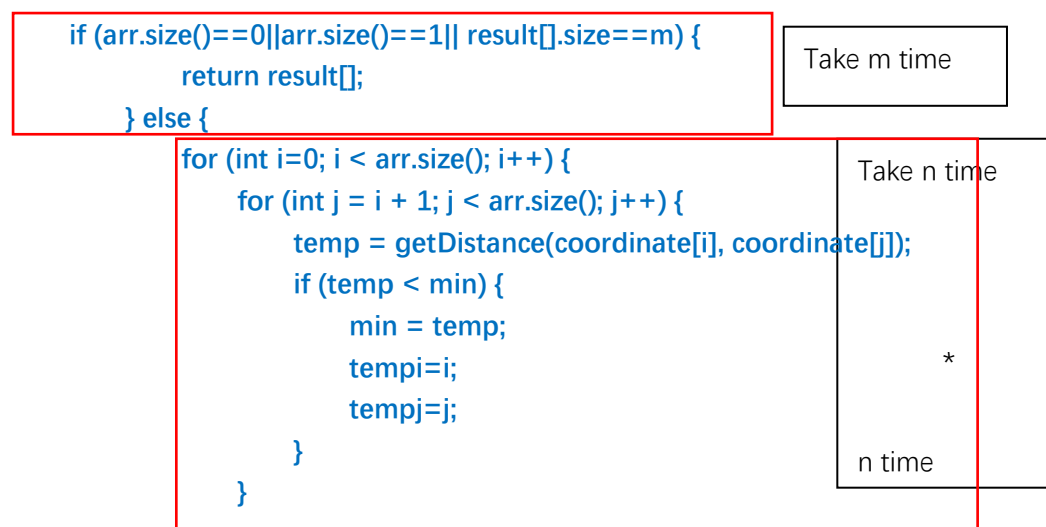 if (arr.size()==0||arr.size()==1|| result[].size==m) {
Take m time
return result[];
} else {
for (int i=0; i < arr.size(); i++) {
Take n time
for (int j = i + 1; j < arr.size(); j++) {
temp = getDistance(coordinate[i], coordinate[j]);
if (temp < min) {
min = temp;
*
tempi=i;
tempj=j;
}
n time
}